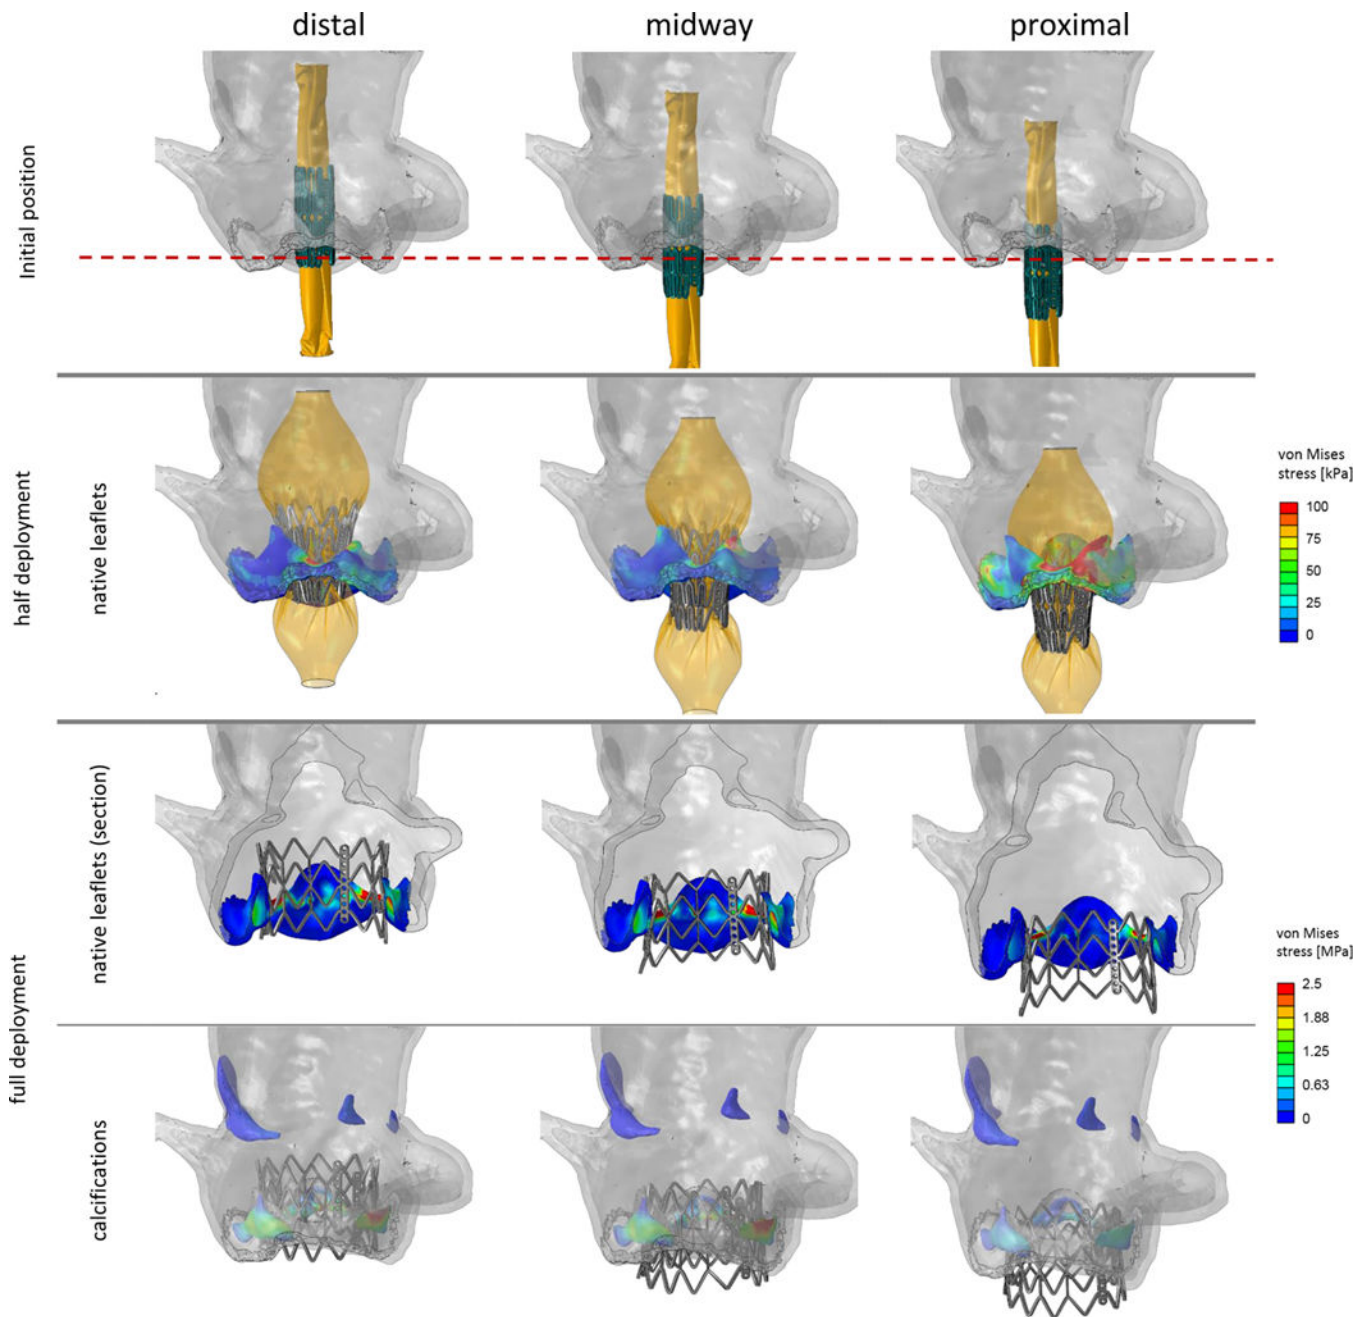 distal midway proximal
Initial position
half deployment
native leaflets
von Mises
stress [kPa]
100
75
50
25
0
full deployment
native leaflets (section)
von Mises
stress [MPa]
2.5
1.88
1.25
0.63
0
calcifications